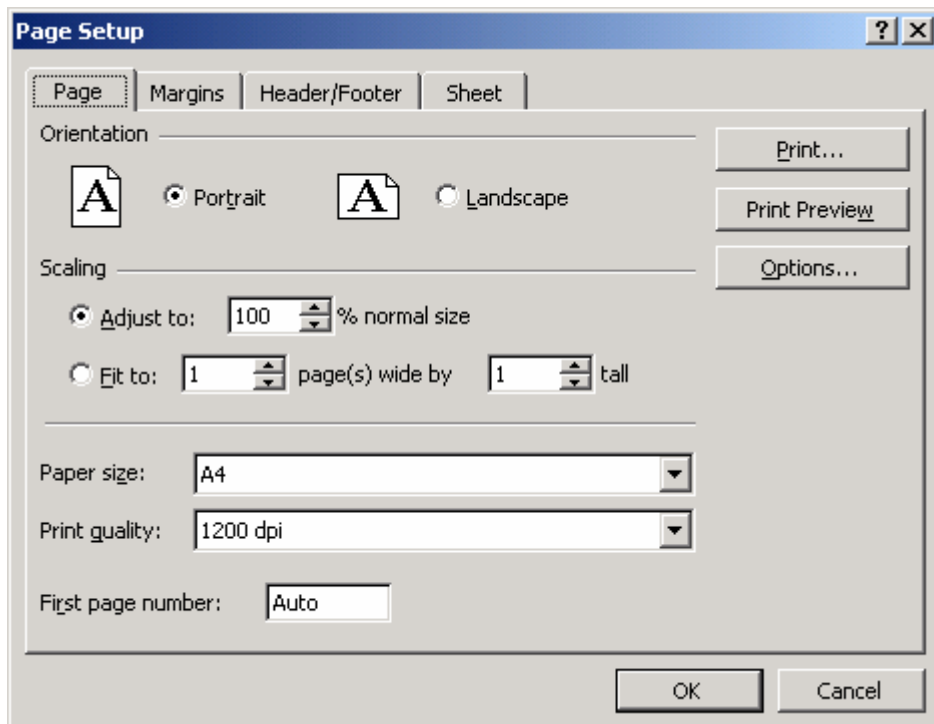 Page Setup
? X
Page Margins Header/Footer Sheet
Orientation
A Portrait A Landscape
Print...
Print Preview
Options...
Scaling
Adjust to: 100 % normal size
Fit to: 1 page(s) wide by 1 tall
Paper size: A4
Print quality: 1200 dpi
First page number: Auto
OK Cancel